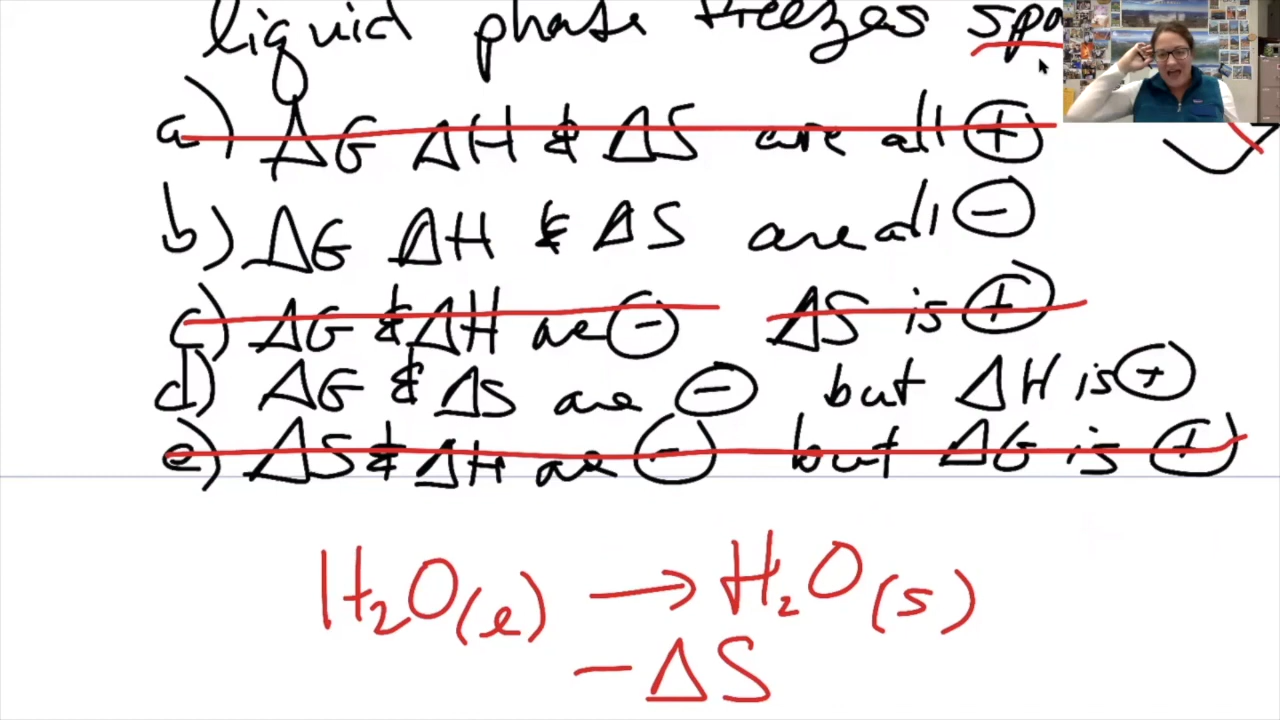 liquid phase freezes spo
a) ΔG ΔH & ΔS are all +
b) ΔG ΔH & ΔS are all -
c) ΔG & ΔH are - ΔS is +
d) ΔG & ΔS are - but ΔH is +
e) ΔS & ΔH are - but ΔG is +
H₂O(l) → H₂O(s)
-ΔS